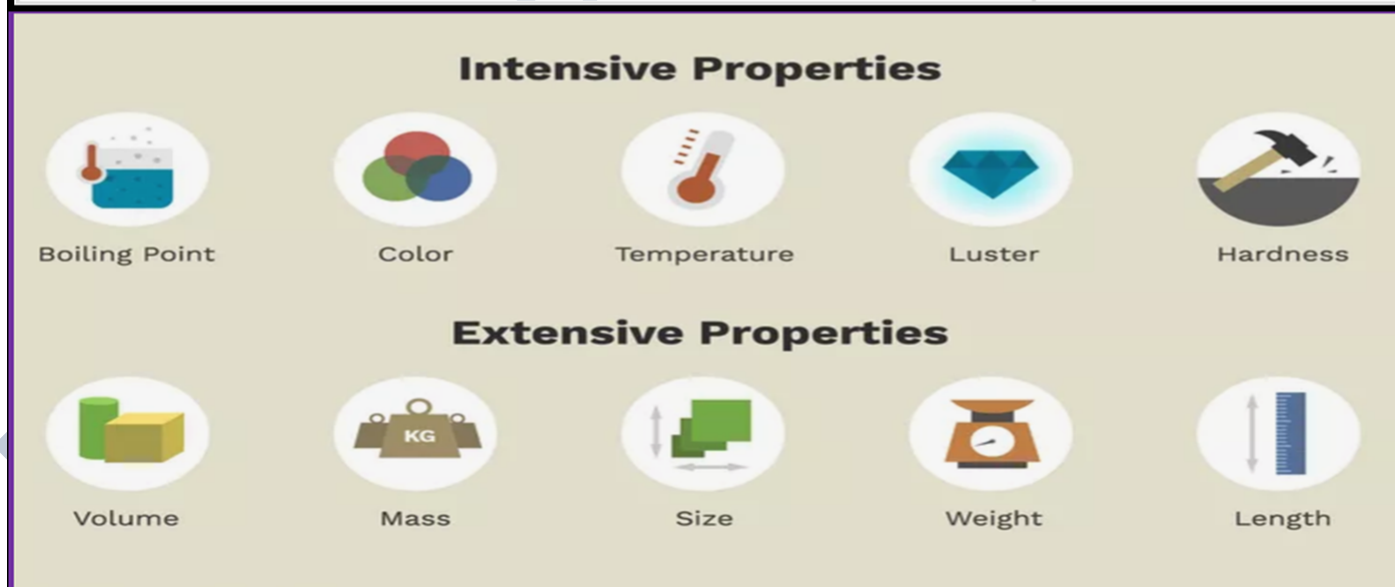 Intensive Properties
Boiling Point Color Temperature Luster Hardness
Extensive Properties
KG
Volume Mass Size Weight Length